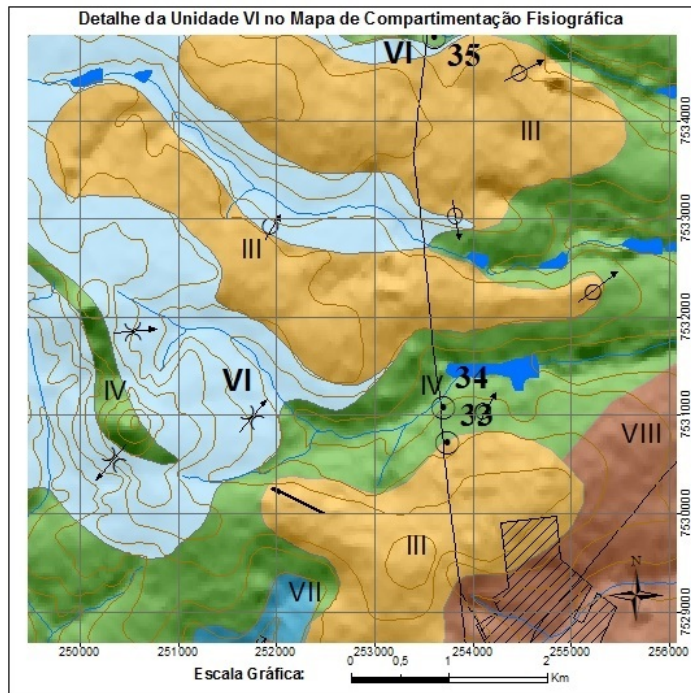 Detalhe da Unidade VI no Mapa de Compartimentação Fisiográfica
VI 35
III
7534000
7533000
III
7532000
VI
IV
IV 34
33
7531000
VIII
7530000
III
VII
N
7529000
250000 251000 252000 253000 254000 255000 256000
Escala Gráfica: 0 0,5 1 2
Km